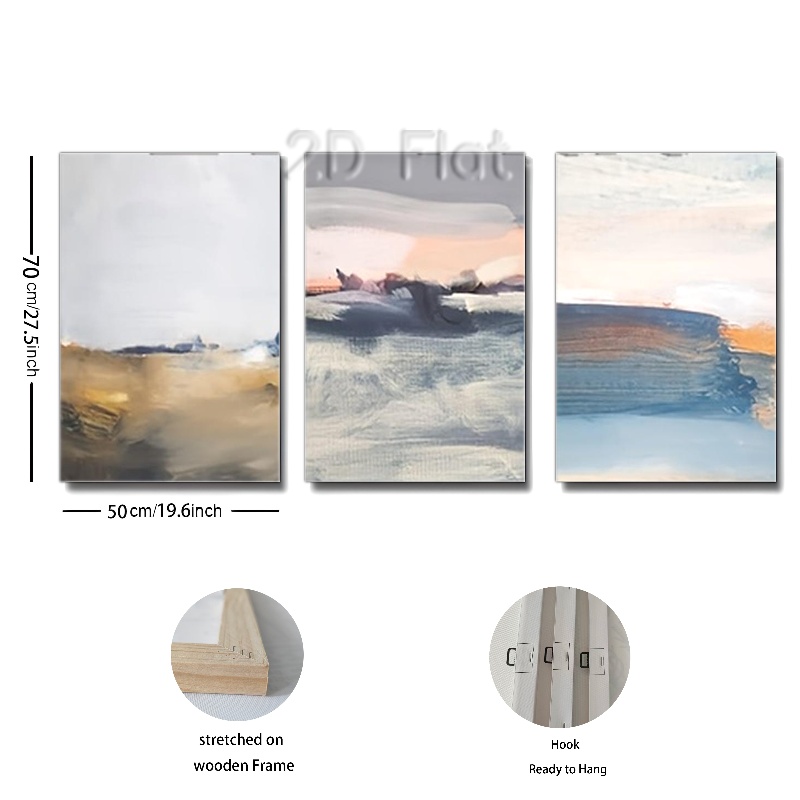 2D Flat
70 cm/27.5inch
50cm/19.6inch
stretched on
wooden Frame
Hook
Ready to Hang